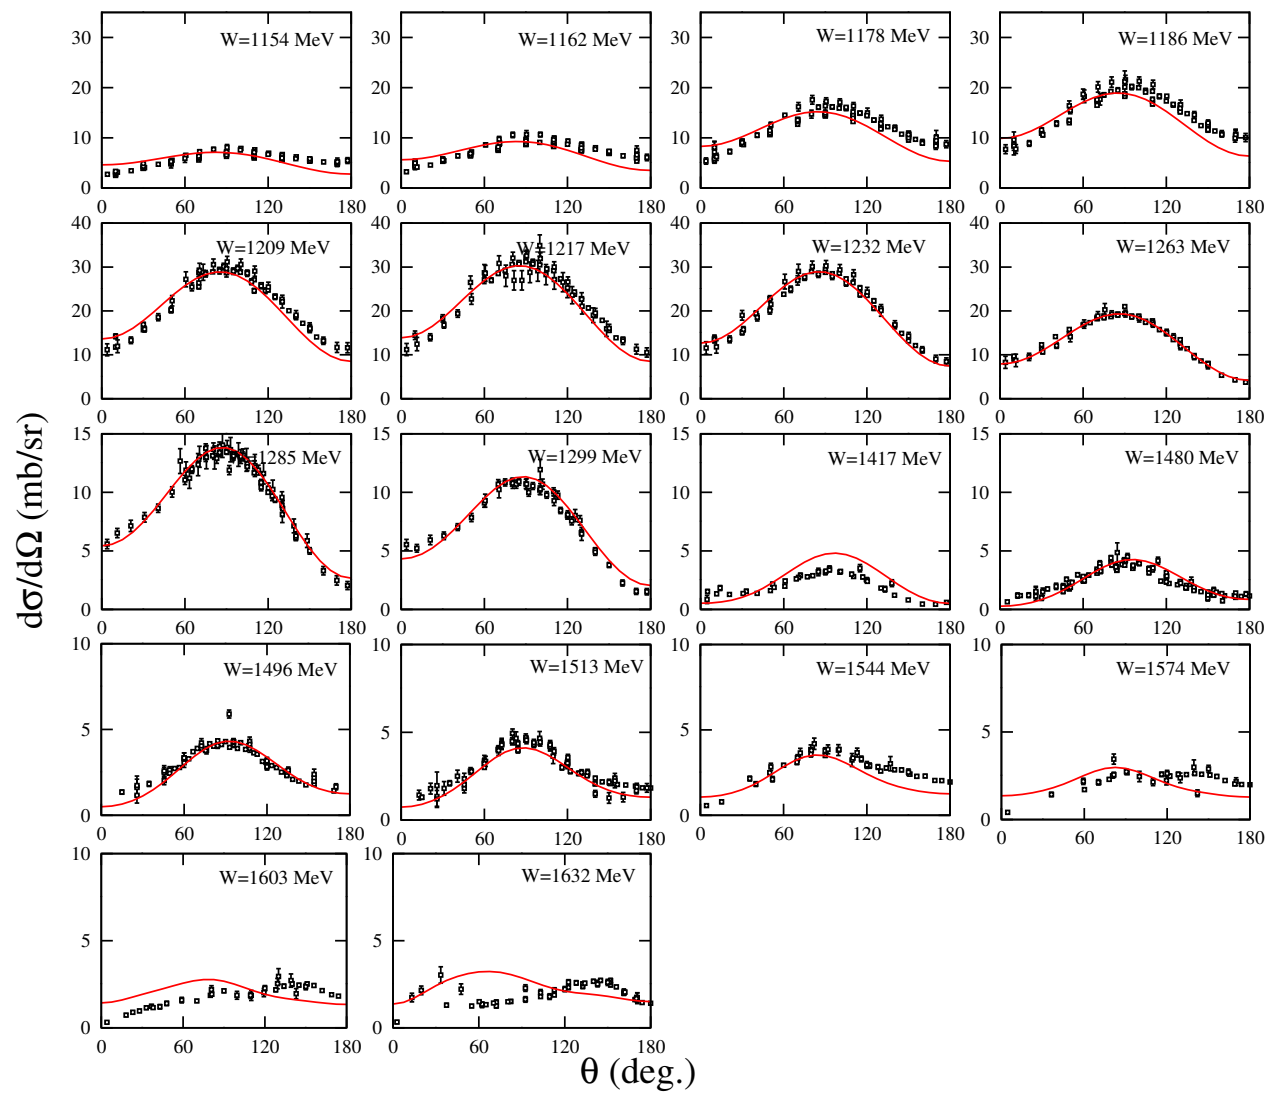 W=1154 MeV W=1162 MeV W=1178 MeV W=1186 MeV
30 30 30 30
20 20 20 20
10 10 10 10
0 0 0 0
0 60 120 180 0 60 120 180 0 60 120 180 0 60 120 180
W=1209 MeV W=1217 MeV W=1232 MeV W=1263 MeV
40 40 40 40
30 30 30 30
20 20 20 20
10 10 10 10
0 0 0 0
0 60 120 180 0 60 120 180 0 60 120 180 0 60 120 180
dσ/dΩ (mb/sr)
1285 MeV W=1299 MeV W=1417 MeV W=1480 MeV
15 15 15 15
10 10 10 10
5 5 5 5
0 0 0 0
0 60 120 180 0 60 120 180 0 60 120 180 0 60 120 180
W=1496 MeV W=1513 MeV W=1544 MeV W=1574 MeV
10 10 10 10
5 5 5 5
0 0 0 0
0 60 120 180 0 60 120 180 0 60 120 180 0 60 120 180
W=1603 MeV W=1632 MeV
10 10
5 5
0 0
0 60 120 180 0 60 120 180
θ (deg.)